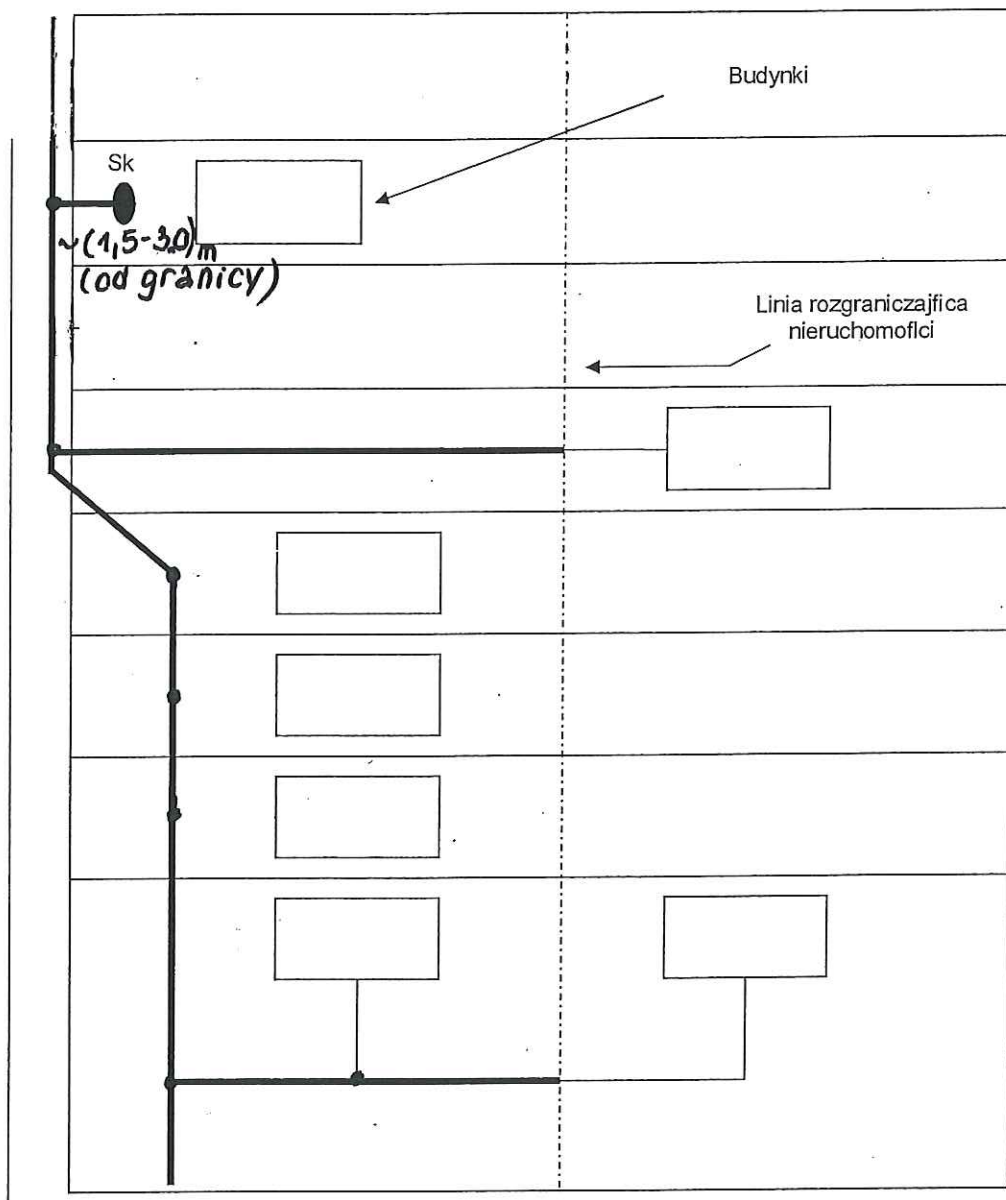 Budynki
Sk
~(1,5-3.0)m
(od granicy)
Linia rozgraniczajfica
nieruchomoflci